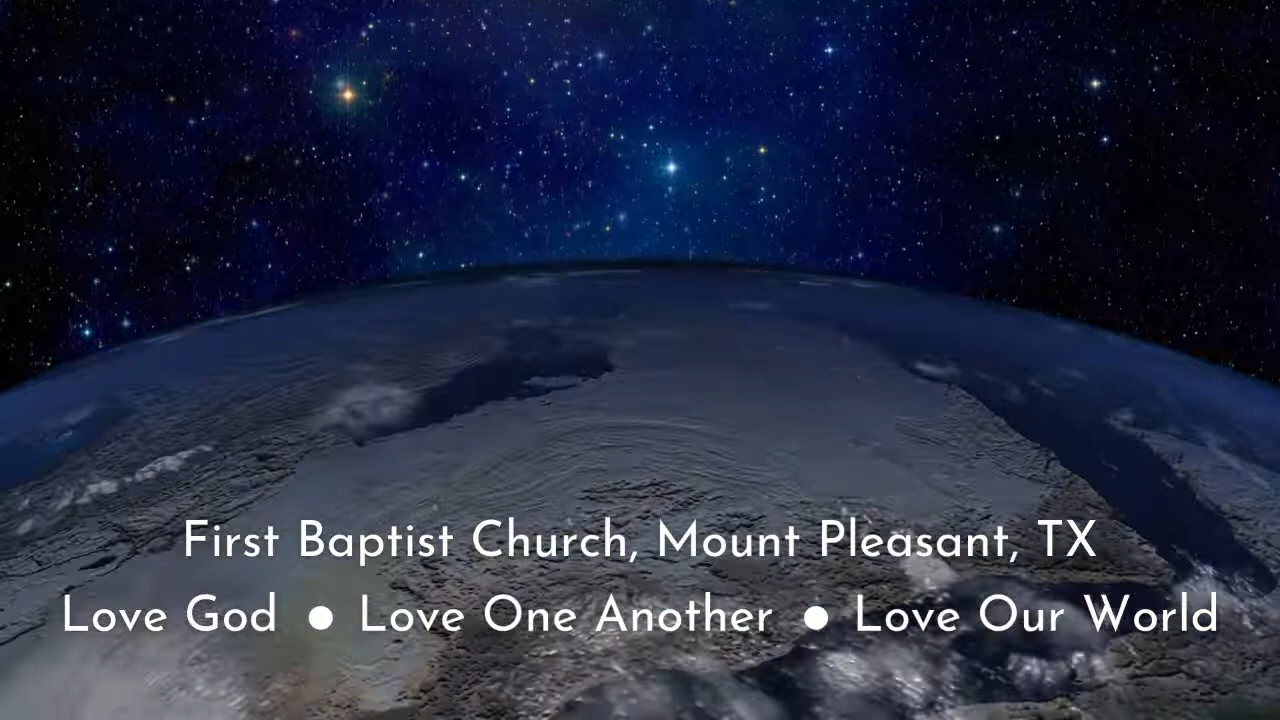 First Baptist Church, Mount Pleasant, TX
Love God ● Love One Another ● Love Our World